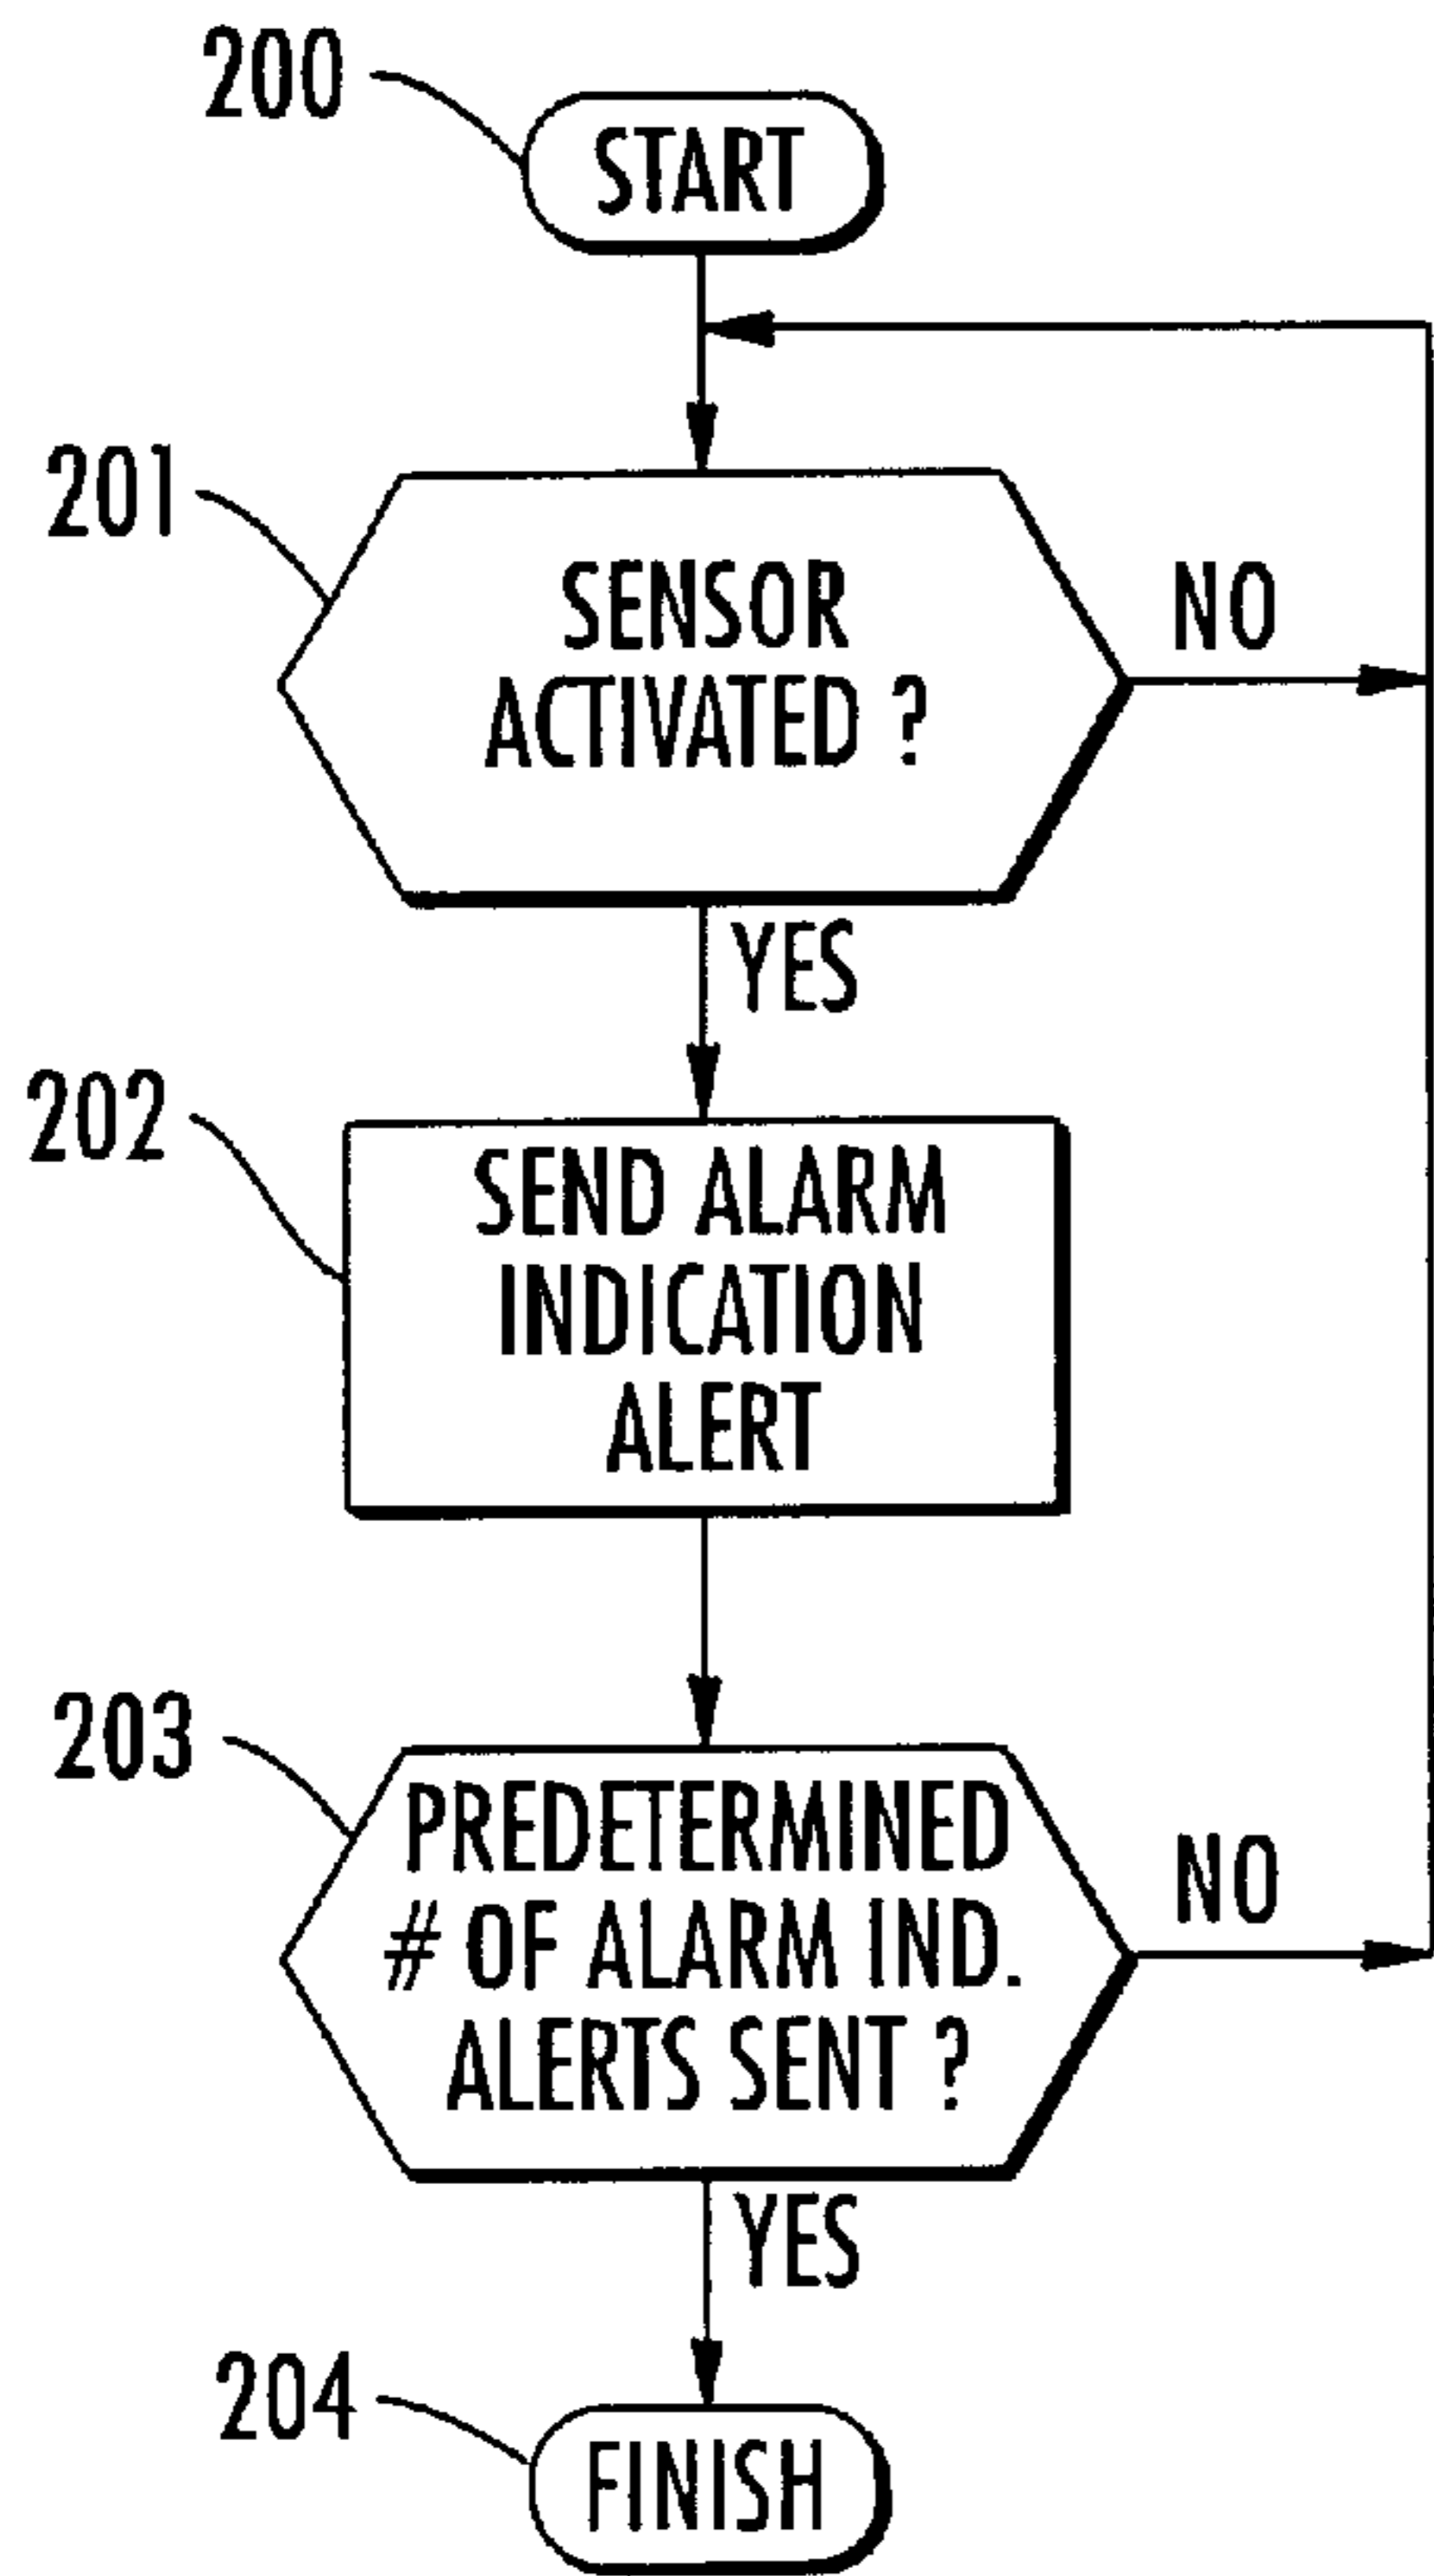 200
START
201
SENSOR
ACTIVATED ?
NO
YES
202
SEND ALARM
INDICATION
ALERT
203
PREDETERMINED
# OF ALARM IND.
ALERTS SENT ?
NO
YES
204
FINISH